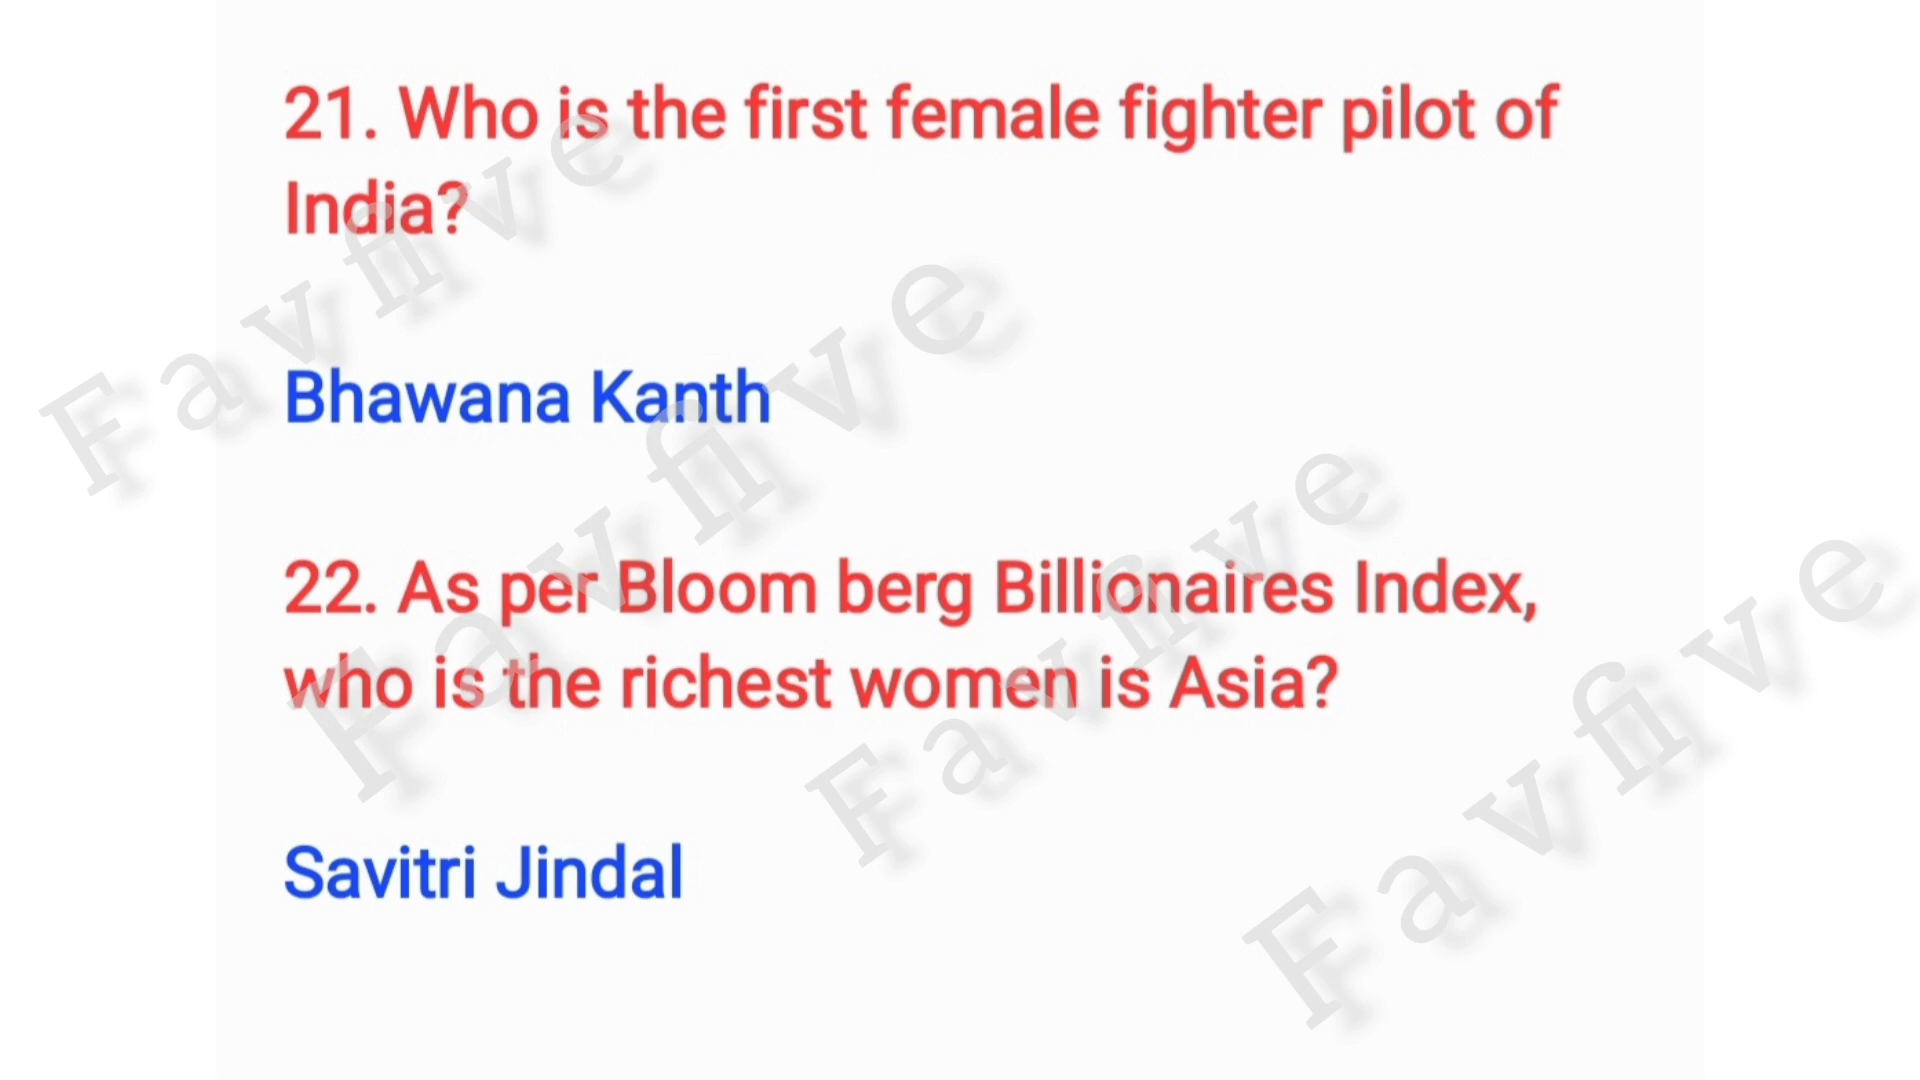 21. Who is the first female fighter pilot of
India?
Bhawana Kanth
22. As per Bloom berg Billionaires Index,
who is the richest women is Asia?
Savitri Jindal
Favfive
Favfive
Favfive
Favfive